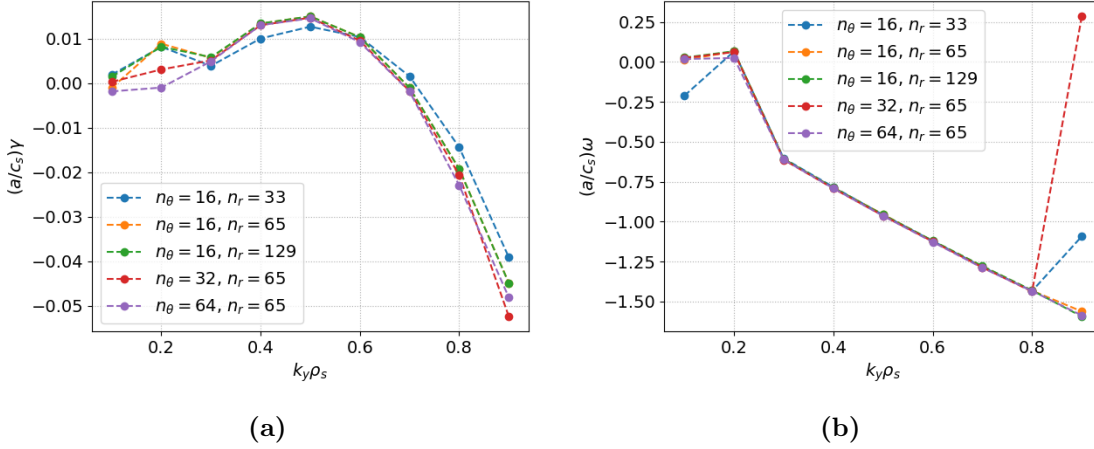 0.01
0.00
−0.01
−0.02
−0.03
−0.04
−0.05
(a/c_s)γ
n_θ = 16, n_r = 33
n_θ = 16, n_r = 65
n_θ = 16, n_r = 129
n_θ = 32, n_r = 65
n_θ = 64, n_r = 65
0.2 0.4 0.6 0.8
k_yρ_s
(a)
0.25
0.00
−0.25
−0.50
−0.75
−1.00
−1.25
−1.50
(a/c_s)ω
n_θ = 16, n_r = 33
n_θ = 16, n_r = 65
n_θ = 16, n_r = 129
n_θ = 32, n_r = 65
n_θ = 64, n_r = 65
0.2 0.4 0.6 0.8
k_yρ_s
(b)